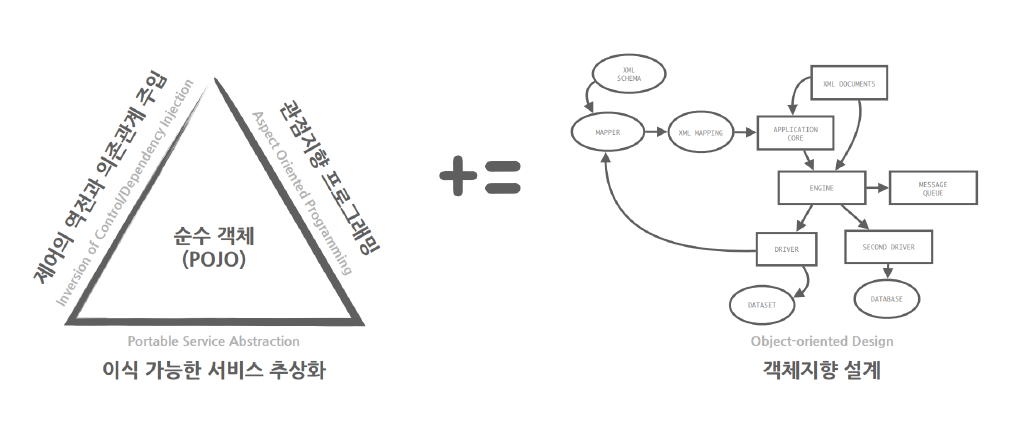 제어의 역전과 의존관계 주입
Inversion of Control/Dependency Injection
관점지향 프로그래밍
Aspect Oriented Programming
순수 객체
(POJO)
Portable Service Abstraction
이식 가능한 서비스 추상화
+=
XML
SCHEMA
XML DOCUMENTS
MAPPER
XML MAPPING
APPLICATION
CORE
ENGINE
MESSAGE
QUEUE
DRIVER
SECOND DRIVER
DATASET
DATABASE
Object-oriented Design
객체지향 설계